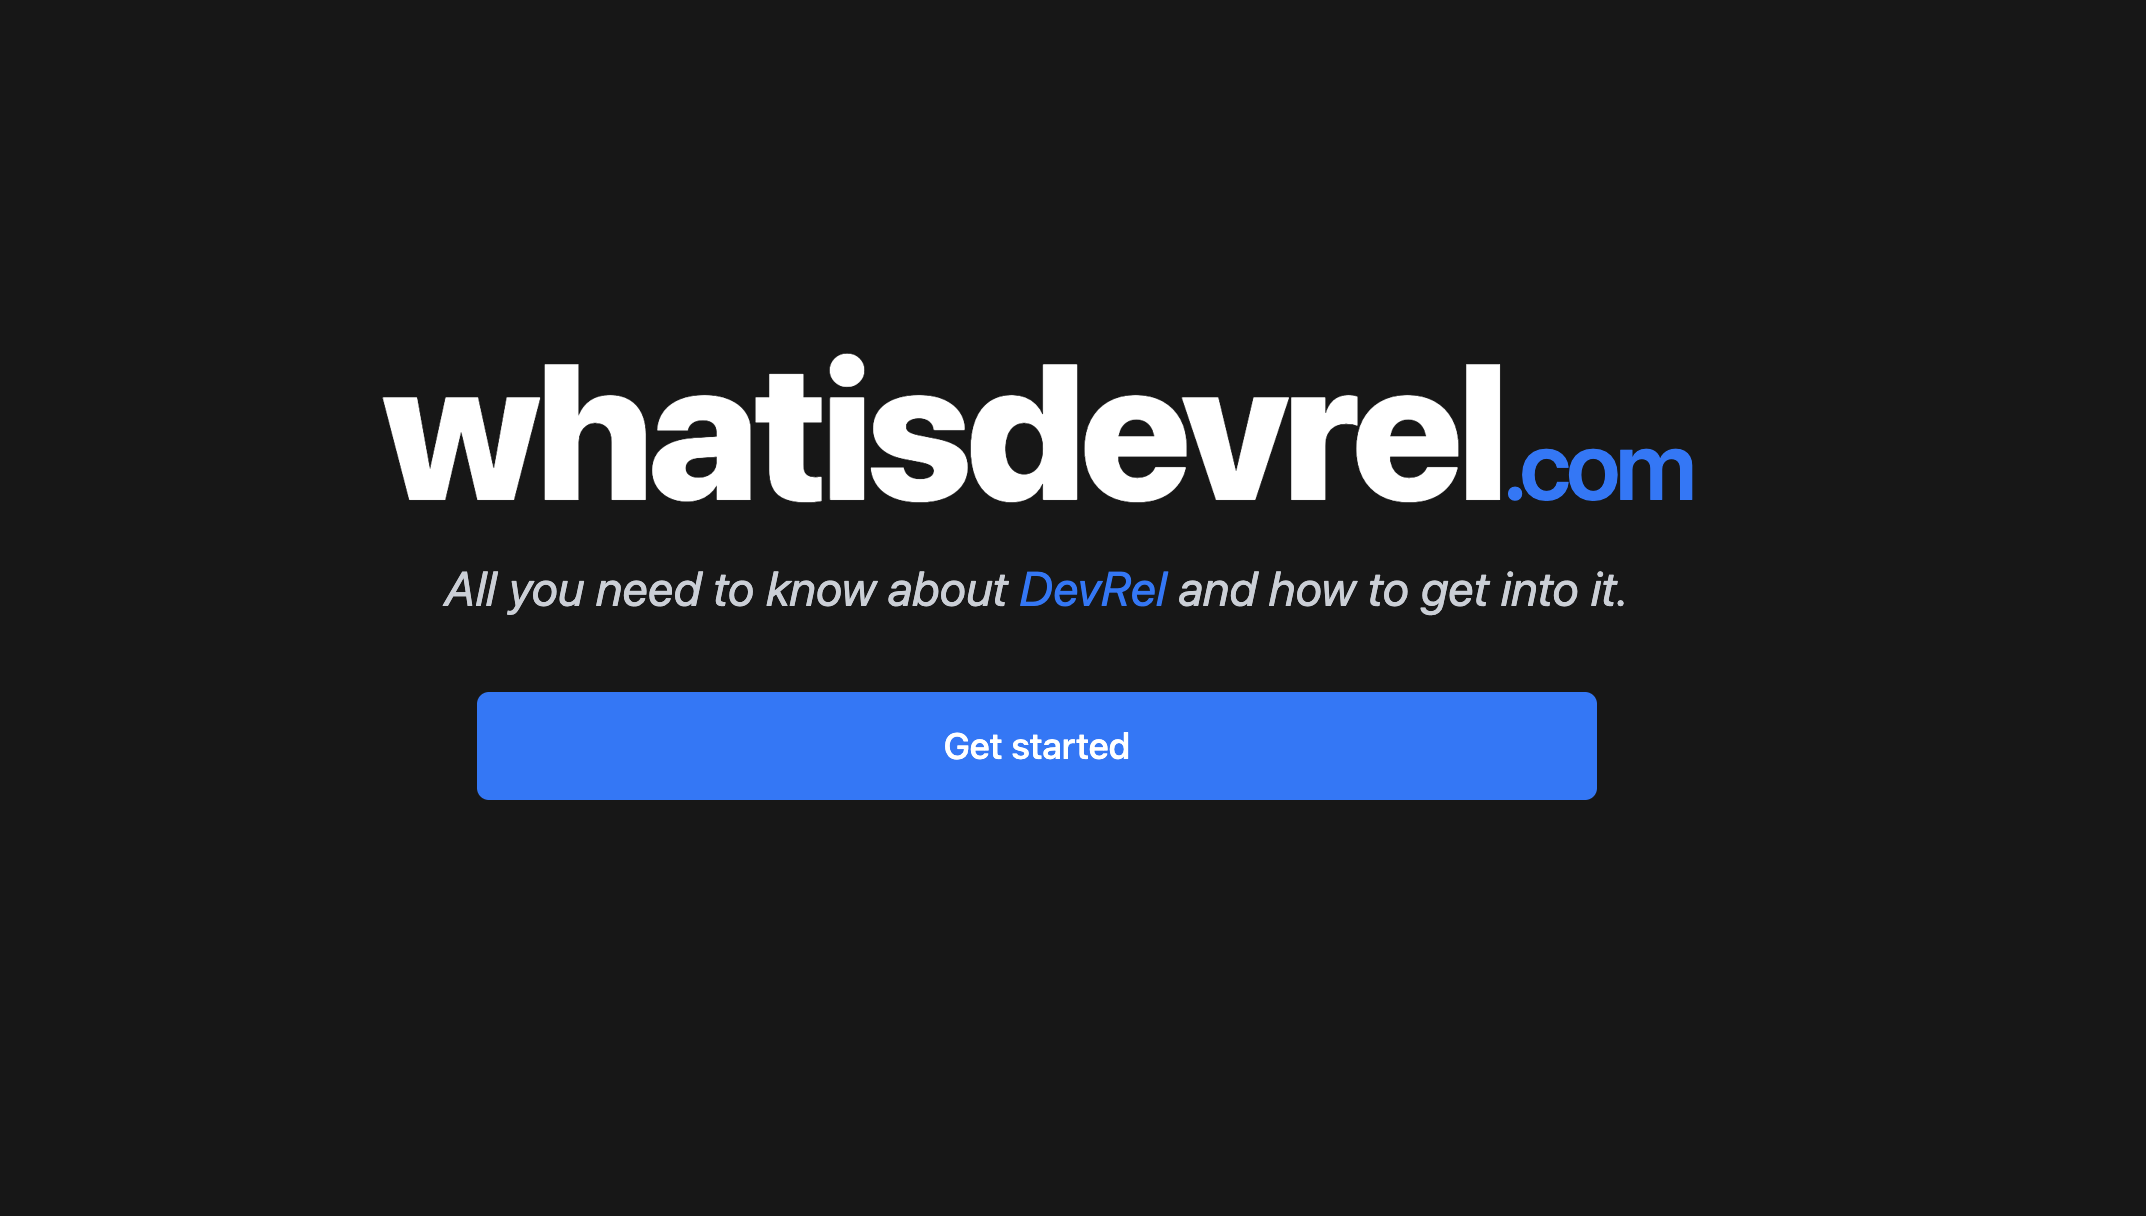 whatisdevrel.com
All you need to know about DevRel and how to get into it.
Get started